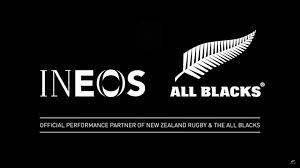 INEOS
ALL BLACKS®
OFFICIAL PERFORMANCE PARTNER OF NEW ZEALAND RUGBY & THE ALL BLACKS